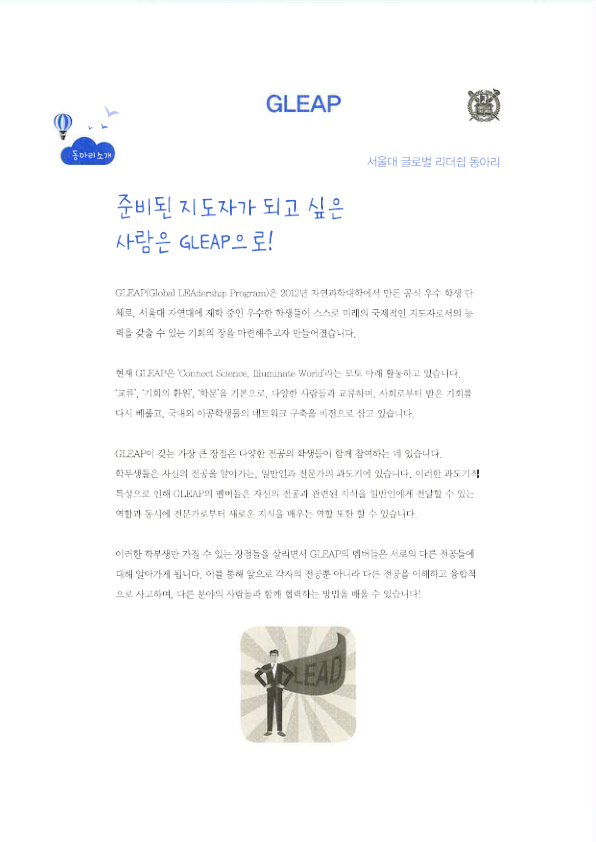 GLEAP
동아리소개
서울대 글로벌 리더쉽 동아리
준비된 지도자가 되고 싶은
사람은 GLEAP으로!
GLEAP(Global LEAdership Program)은 2012년 자연과학대학에서 만든 공식 우수 학생 단
체로, 서울대 자연대에 재학 중인 우수한 학생들이 스스로 미래의 국제적인 지도자로서의 능
력을 갖출 수 있는 기회의 장을 마련해주고자 만들어졌습니다.
현재 GLEAP은 'Connect Science, Illuminate World'라는 모토 아래 활동하고 있습니다.
'교류', '기회의 환원', '학문'을 기본으로, 다양한 사람들과 교류하며, 사회로부터 받은 기회를
다시 베풀고, 국내외 이공학생들의 네트워크 구축을 비전으로 삼고 있습니다.
GLEAP이 갖는 가장 큰 장점은 다양한 전공의 학생들이 함께 참여하는 데 있습니다.
학부생들은 자신의 전공을 알아가는, 일반인과 전문가의 과도기에 있습니다. 이러한 과도기적
특성으로 인해 GLEAP의 멤버들은 자신의 전공과 관련된 지식을 일반인에게 전달할 수 있는
역할과 동시에 전문가로부터 새로운 지식을 배우는 역할 또한 할 수 있습니다.
이러한 학부생만 가질 수 있는 장점들을 살리면서 GLEAP의 멤버들은 서로의 다른 전공들에
대해 알아가게 됩니다. 이를 통해 앞으로 각자의 전공뿐 아니라 다른 전공을 이해하고 융합적
으로 사고하며, 다른 분야의 사람들과 함께 협력하는 방법을 배울 수 있습니다!
LEAD